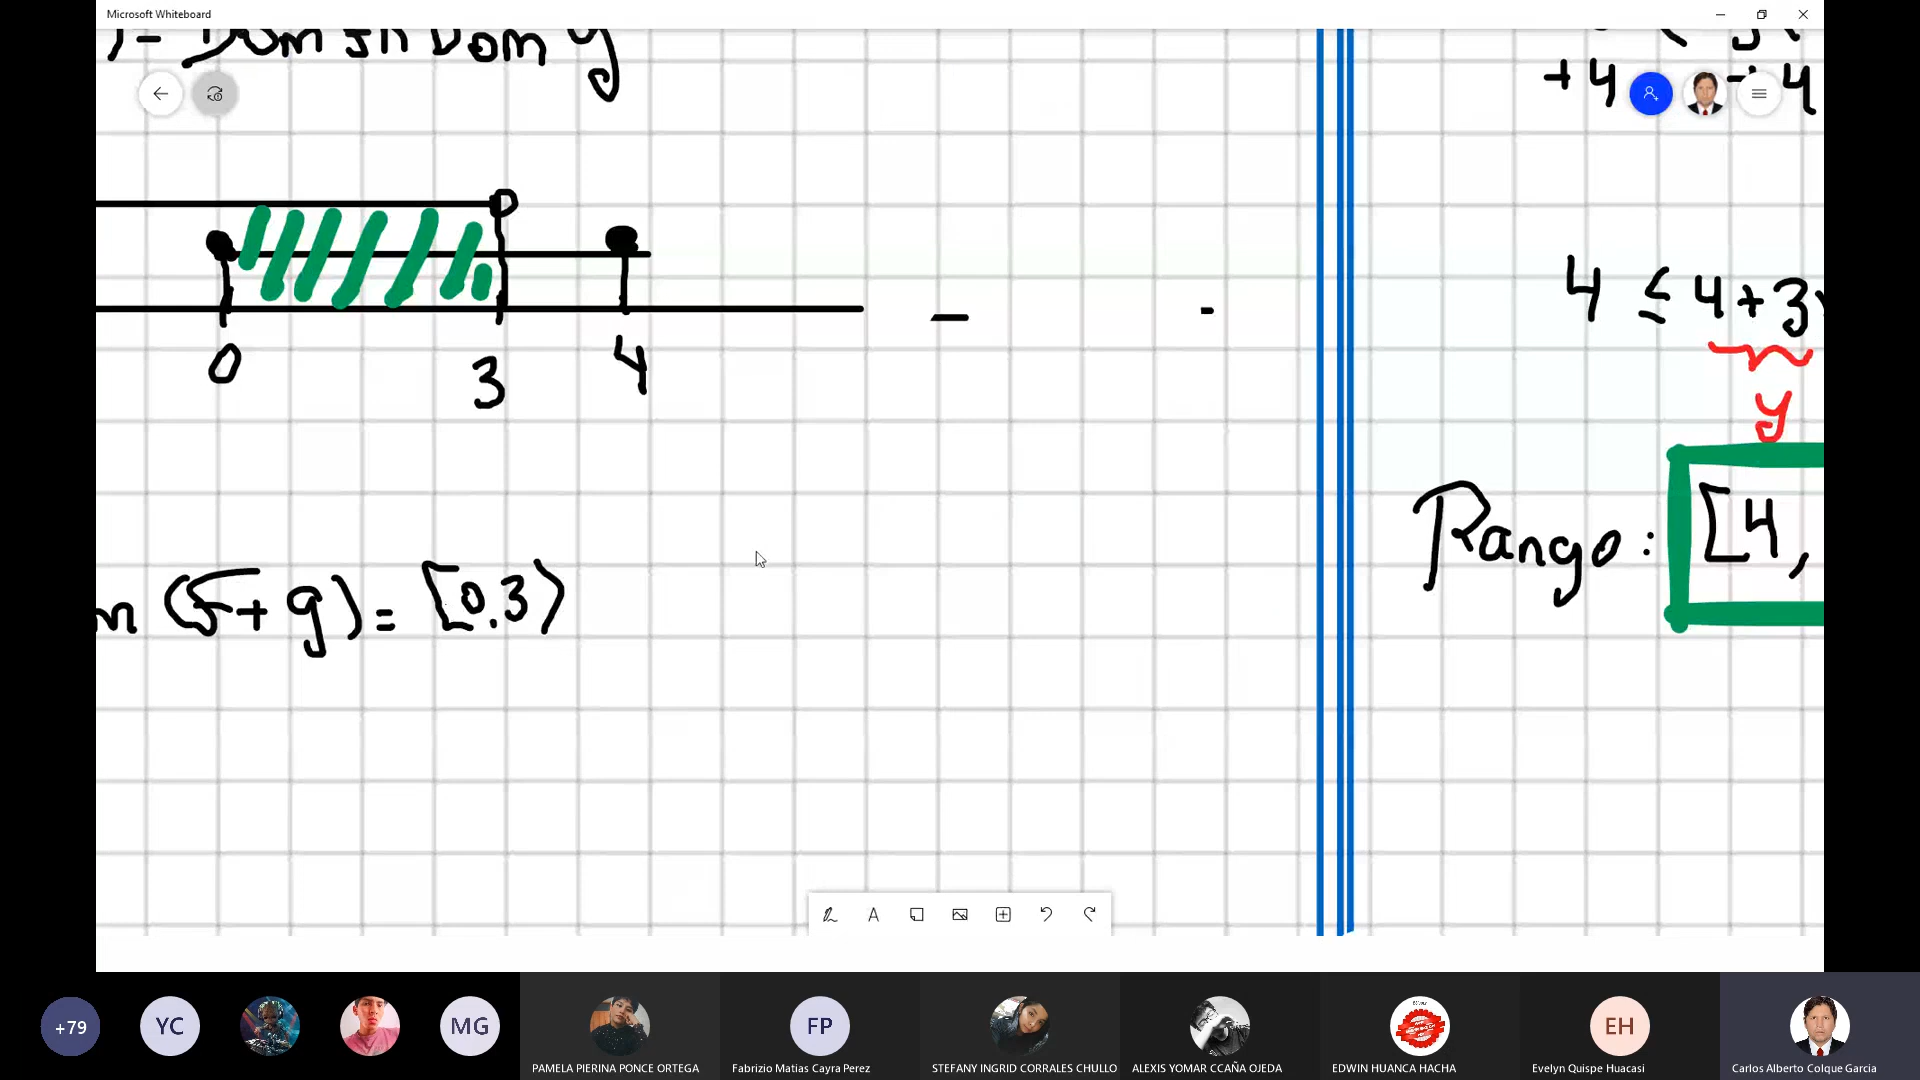 Microsoft Whiteboard
)= Dom f ∩ Dom g
0 3 4
m (f + g) = [0.3⟩
+4 +4
4 ≤ 4+3
y
Rango: [4,
+79
YC
MG
PAMELA PIERINA PONCE ORTEGA
FP
Fabrizio Matias Cayra Perez
STEFANY INGRID CORRALES CHULLO
ALEXIS YOMAR CCAÑA OJEDA
EDWIN HUANCA HACHA
EH
Evelyn Quispe Huacasi
Carlos Alberto Colque Garcia